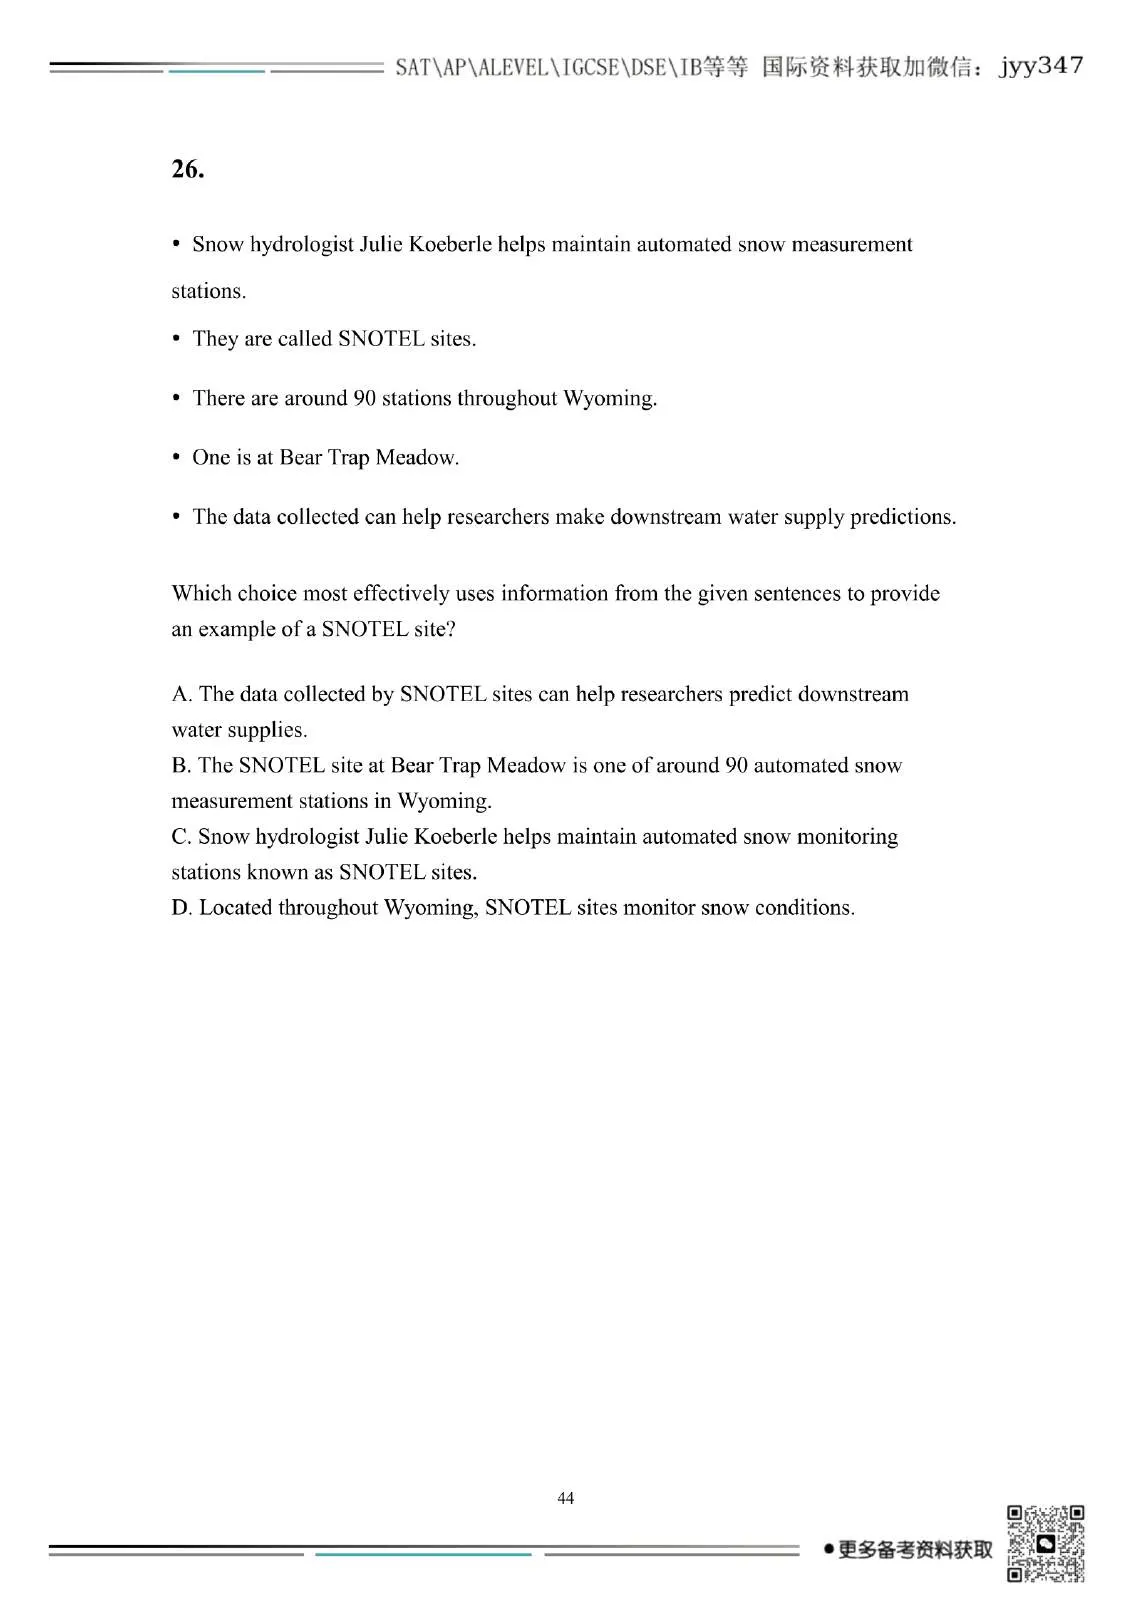 SAT\AP\ALEVEL\IGCSE\DSE\IB等等 国际资料获取加微信：jyy347
26.
• Snow hydrologist Julie Koeberle helps maintain automated snow measurement
stations.
• They are called SNOTEL sites.
• There are around 90 stations throughout Wyoming.
• One is at Bear Trap Meadow.
• The data collected can help researchers make downstream water supply predictions.
Which choice most effectively uses information from the given sentences to provide
an example of a SNOTEL site?
A. The data collected by SNOTEL sites can help researchers predict downstream
water supplies.
B. The SNOTEL site at Bear Trap Meadow is one of around 90 automated snow
measurement stations in Wyoming.
C. Snow hydrologist Julie Koeberle helps maintain automated snow monitoring
stations known as SNOTEL sites.
D. Located throughout Wyoming, SNOTEL sites monitor snow conditions.
44
●更多备考资料获取